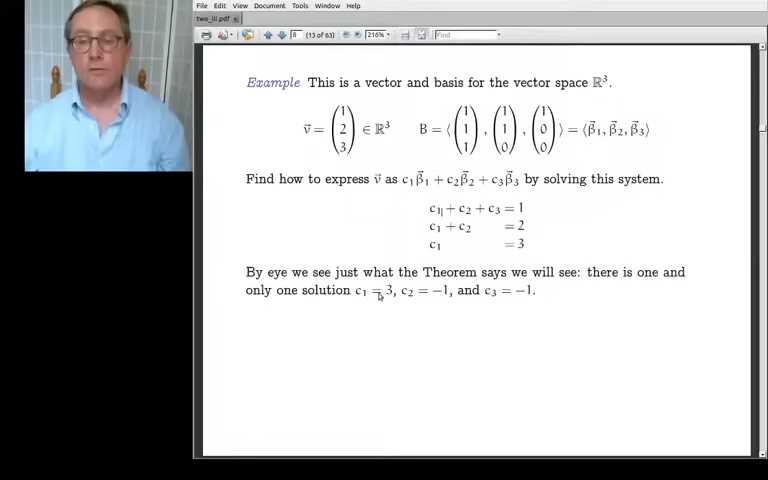 File Edit View Document Tools Window Help
two_iii.pdf
8 (13 of 63) 216% Find
Example This is a vector and basis for the vector space ℝ³.
v⃗ = (1 2 3) ∈ ℝ³ B = ⟨(1 1 1), (1 1 0), (1 0 0)⟩ = ⟨β⃗₁, β⃗₂, β⃗₃⟩
Find how to express v⃗ as c₁β⃗₁ + c₂β⃗₂ + c₃β⃗₃ by solving this system.
c₁ + c₂ + c₃ = 1
c₁ + c₂ = 2
c₁ = 3
By eye we see just what the Theorem says we will see: there is one and
only one solution c₁ = 3, c₂ = −1, and c₃ = −1.